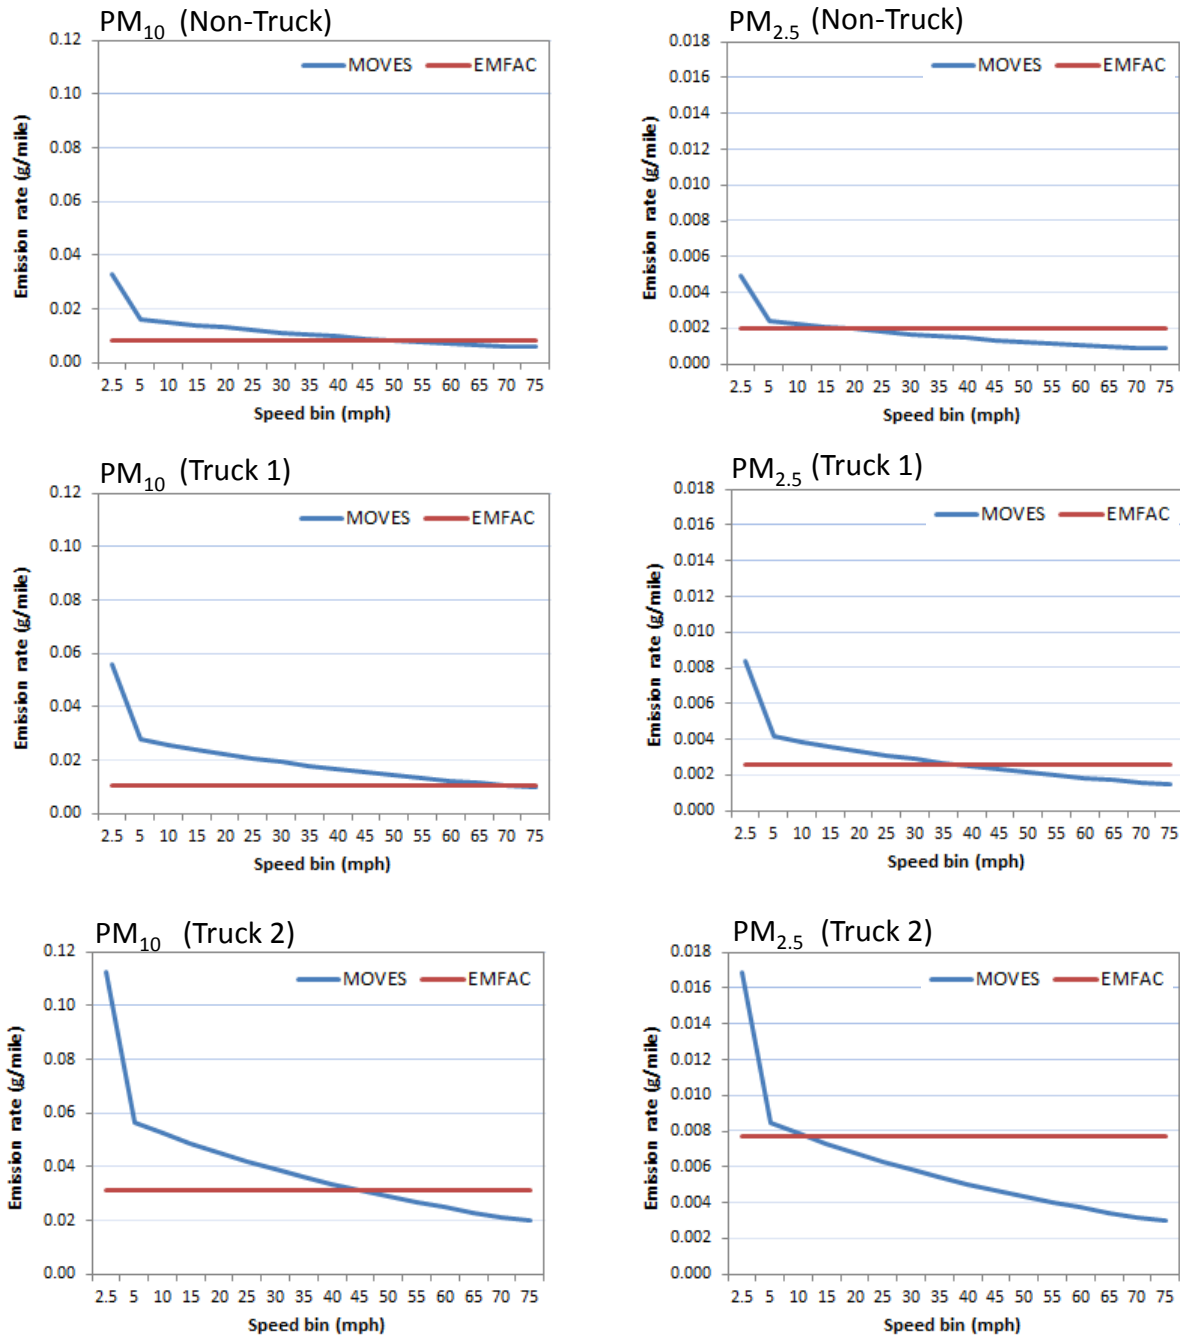 PM10 (Non-Truck)
0.12
0.10
0.08
0.06
0.04
0.02
0.00
Emission rate (g/mile)
MOVES EMFAC
2.5 5 10 15 20 25 30 35 40 45 50 55 60 65 70 75
Speed bin (mph)
PM2.5 (Non-Truck)
0.018
0.016
0.014
0.012
0.010
0.008
0.006
0.004
0.002
0.000
Emission rate (g/mile)
MOVES EMFAC
2.5 5 10 15 20 25 30 35 40 45 50 55 60 65 70 75
Speed bin (mph)
PM10 (Truck 1)
0.12
0.10
0.08
0.06
0.04
0.02
0.00
Emission rate (g/mile)
MOVES EMFAC
2.5 5 10 15 20 25 30 35 40 45 50 55 60 65 70 75
Speed bin (mph)
PM2.5 (Truck 1)
0.018
0.016
0.014
0.012
0.010
0.008
0.006
0.004
0.002
0.000
Emission rate (g/mile)
MOVES EMFAC
2.5 5 10 15 20 25 30 35 40 45 50 55 60 65 70 75
Speed bin (mph)
PM10 (Truck 2)
0.12
0.10
0.08
0.06
0.04
0.02
0.00
Emission rate (g/mile)
MOVES EMFAC
2.5 5 10 15 20 25 30 35 40 45 50 55 60 65 70 75
Speed bin (mph)
PM2.5 (Truck 2)
0.018
0.016
0.014
0.012
0.010
0.008
0.006
0.004
0.002
0.000
Emission rate (g/mile)
MOVES EMFAC
2.5 5 10 15 20 25 30 35 40 45 50 55 60 65 70 75
Speed bin (mph)